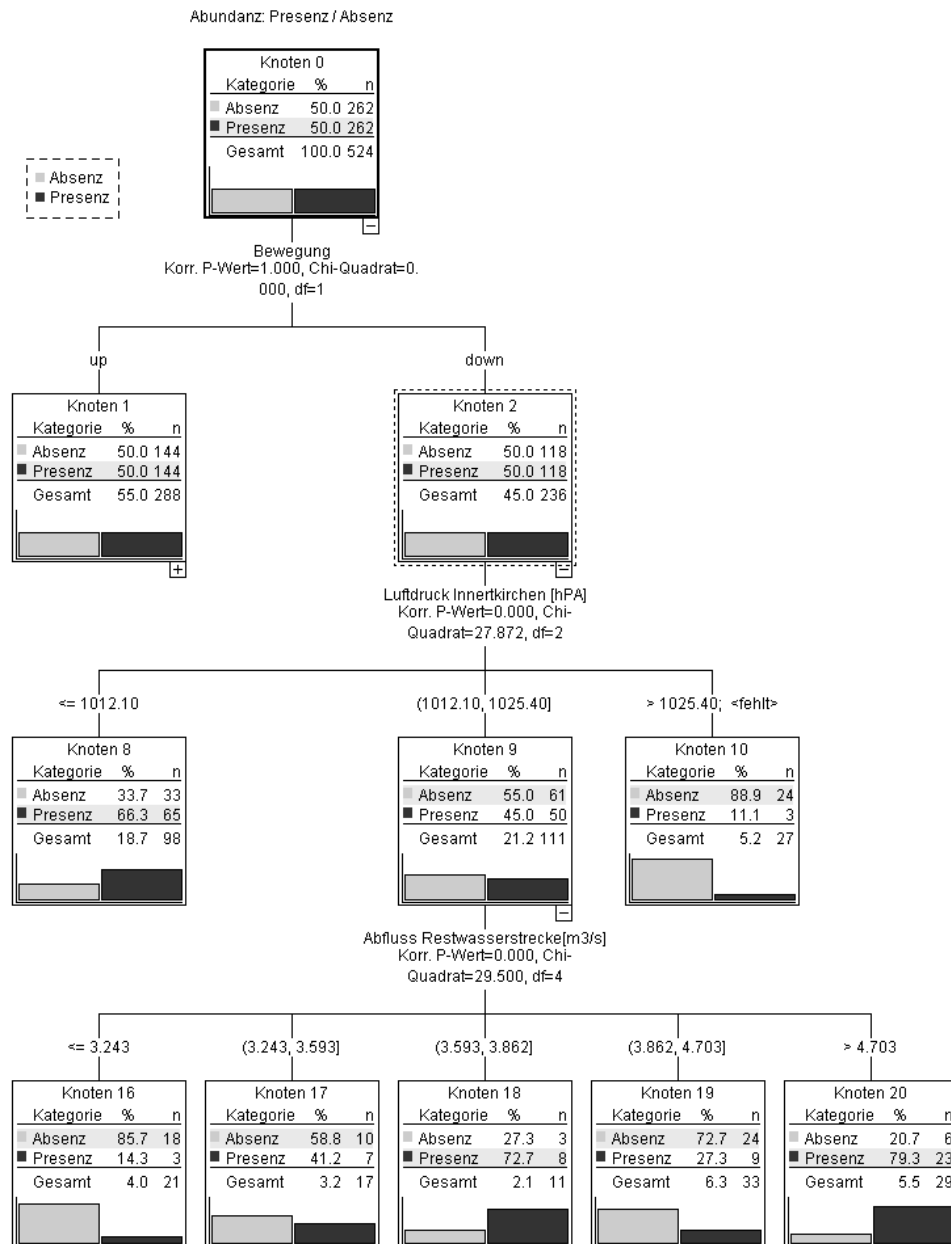 Abundanz: Presenz / Absenz
Knoten 0
Kategorie % n
Absenz 50.0 262
Presenz 50.0 262
Gesamt 100.0 524
Absenz
Presenz
Bewegung
Korr. P-Wert=1.000, Chi-Quadrat=0.
000, df=1
up
down
Knoten 1
Kategorie % n
Absenz 50.0 144
Presenz 50.0 144
Gesamt 55.0 288
Knoten 2
Kategorie % n
Absenz 50.0 118
Presenz 50.0 118
Gesamt 45.0 236
Luftdruck Innertkirchen [hPA]
Korr. P-Wert=0.000, Chi-
Quadrat=27.872, df=2
<= 1012.10
(1012.10, 1025.40]
> 1025.40; <fehlt>
Knoten 8
Kategorie % n
Absenz 33.7 33
Presenz 66.3 65
Gesamt 18.7 98
Knoten 9
Kategorie % n
Absenz 55.0 61
Presenz 45.0 50
Gesamt 21.2 111
Knoten 10
Kategorie % n
Absenz 88.9 24
Presenz 11.1 3
Gesamt 5.2 27
Abfluss Restwasserstrecke[m3/s]
Korr. P-Wert=0.000, Chi-
Quadrat=29.500, df=4
<= 3.243
(3.243, 3.593]
(3.593, 3.862]
(3.862, 4.703]
> 4.703
Knoten 16
Kategorie % n
Absenz 85.7 18
Presenz 14.3 3
Gesamt 4.0 21
Knoten 17
Kategorie % n
Absenz 58.8 10
Presenz 41.2 7
Gesamt 3.2 17
Knoten 18
Kategorie % n
Absenz 27.3 3
Presenz 72.7 8
Gesamt 2.1 11
Knoten 19
Kategorie % n
Absenz 72.7 24
Presenz 27.3 9
Gesamt 6.3 33
Knoten 20
Kategorie % n
Absenz 20.7 6
Presenz 79.3 23
Gesamt 5.5 29